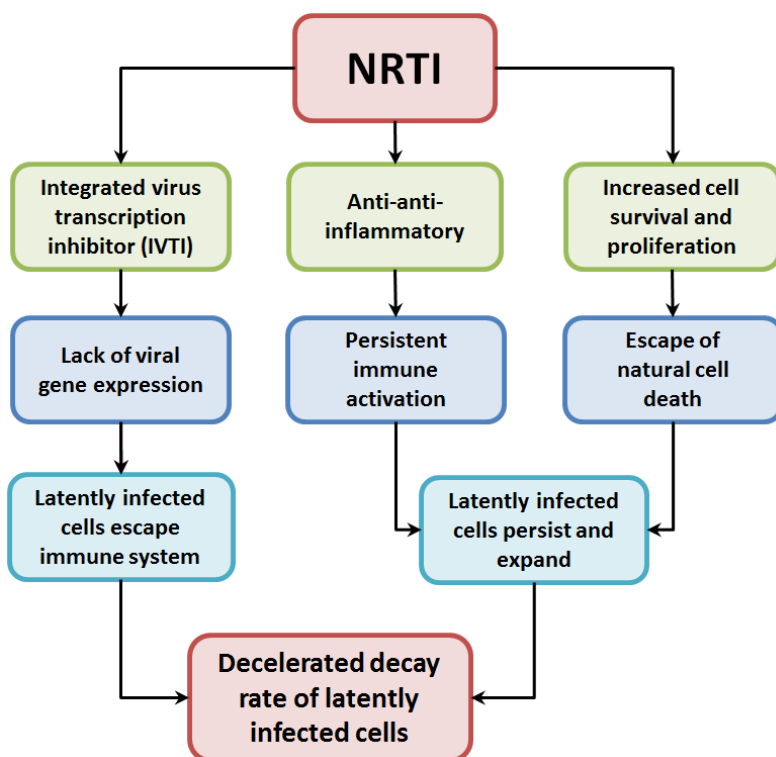 NRTI
Integrated virus
transcription
inhibitor (IVTI)
Anti-anti-
inflammatory
Increased cell
survival and
proliferation
Lack of viral
gene expression
Persistent
immune
activation
Escape of
natural cell
death
Latently infected
cells escape
immune system
Latently infected
cells persist and
expand
Decelerated decay
rate of latently
infected cells